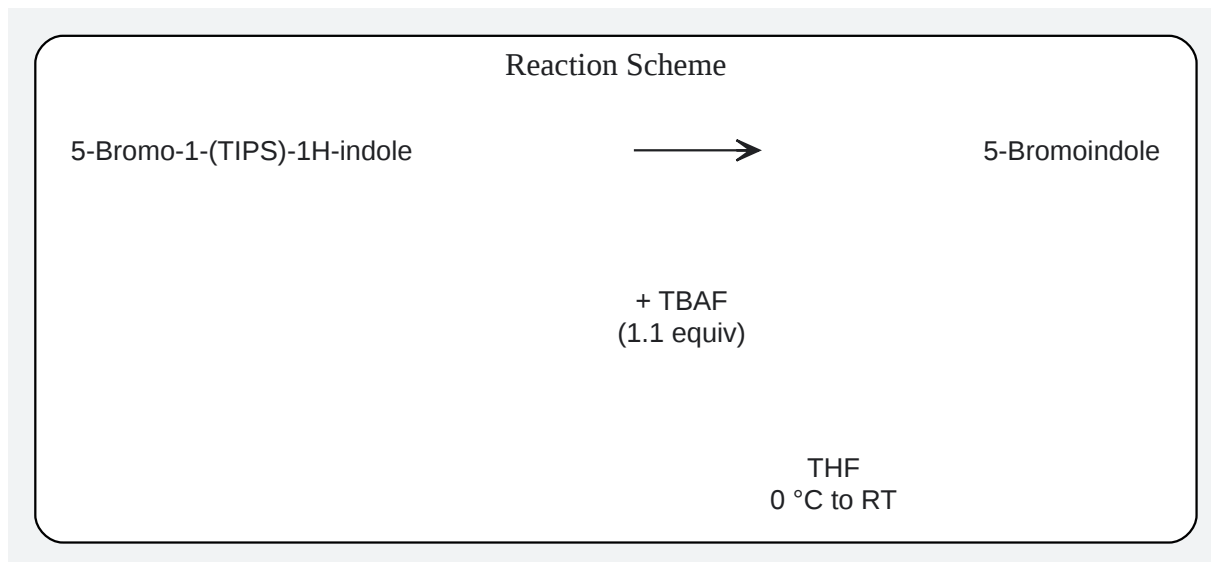 Reaction Scheme
5-Bromo-1-(TIPS)-1H-indole
5-Bromoindole
+ TBAF
(1.1 equiv)
THF
0 °C to RT